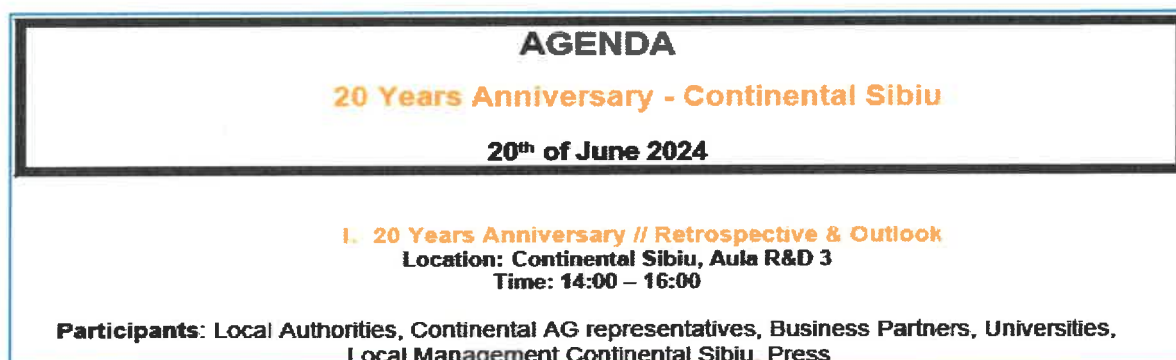 AGENDA
20 Years Anniversary - Continental Sibiu
20th of June 2024
I. 20 Years Anniversary // Retrospective & Outlook
Location: Continental Sibiu, Aula R&D 3
Time: 14:00 – 16:00
Participants: Local Authorities, Continental AG representatives, Business Partners, Universities,
Local Management Continental Sibiu, Press